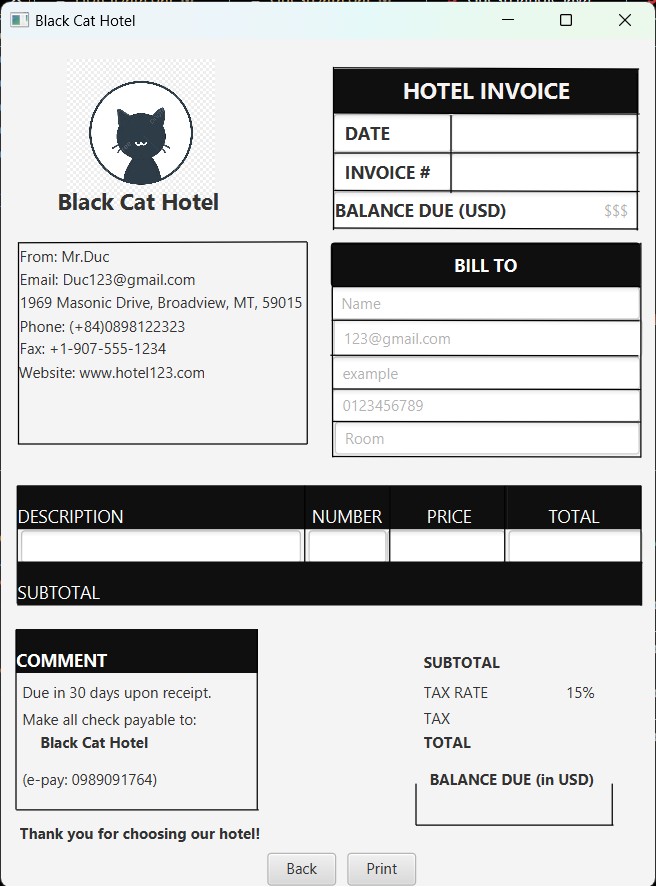 Black Cat Hotel
Black Cat Hotel
HOTEL INVOICE
DATE
INVOICE #
BALANCE DUE (USD) $$$
From: Mr.Duc
Email: Duc123@gmail.com
1969 Masonic Drive, Broadview, MT, 59015
Phone: (+84)0898122323
Fax: +1-907-555-1234
Website: www.hotel123.com
BILL TO
Name
123@gmail.com
example
0123456789
Room
DESCRIPTION NUMBER PRICE TOTAL
SUBTOTAL
COMMENT
Due in 30 days upon receipt.
Make all check payable to:
Black Cat Hotel
(e-pay: 0989091764)
SUBTOTAL
TAX RATE 15%
TAX
TOTAL
BALANCE DUE (in USD)
Thank you for choosing our hotel!
Back Print